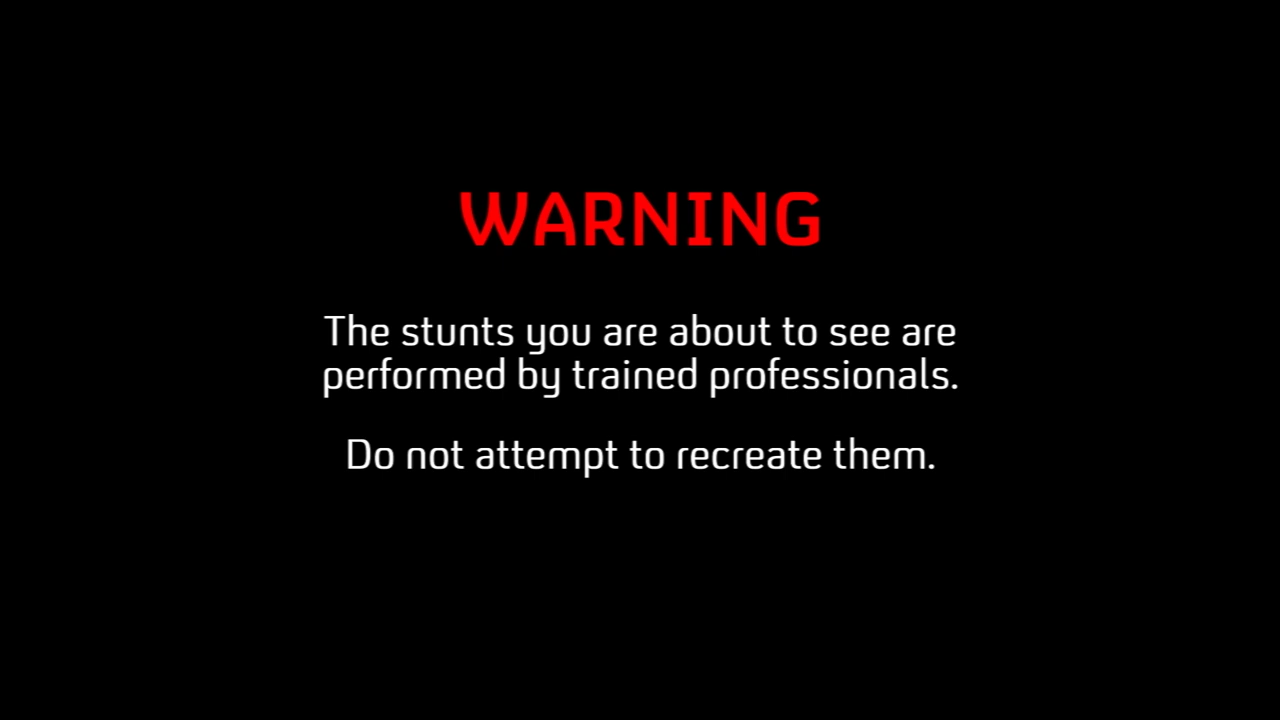 WARNING
The stunts you are about to see are
performed by trained professionals.
Do not attempt to recreate them.